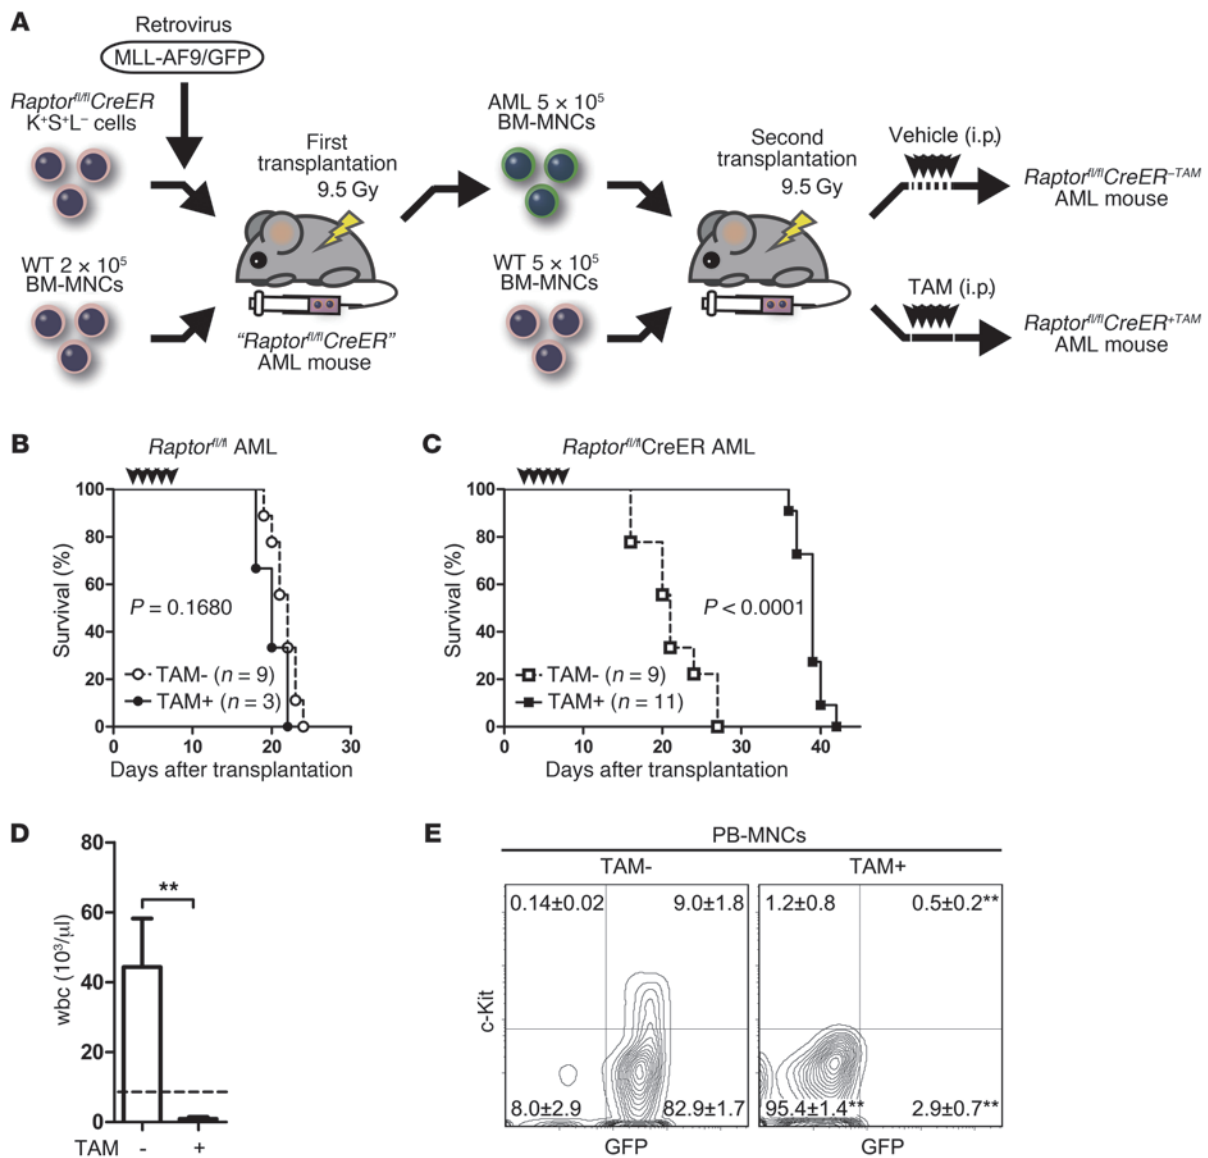 A
Retrovirus
MLL-AF9/GFP
Raptorfl/flCreER
K+S+L– cells
WT 2 × 10⁵
BM-MNCs
First
transplantation
9.5 Gy
“Raptorfl/flCreER”
AML mouse
AML 5 × 10⁵
BM-MNCs
WT 5 × 10⁵
BM-MNCs
Second
transplantation
9.5 Gy
Vehicle (i.p.)
Raptorfl/flCreER–TAM
AML mouse
TAM (i.p.)
Raptorfl/flCreER+TAM
AML mouse
B
Raptorfl/fl AML
Survival (%)
100
80
60
40
20
0
P = 0.1680
TAM- (n = 9)
TAM+ (n = 3)
0 10 20 30
Days after transplantation
C
Raptorfl/flCreER AML
Survival (%)
100
80
60
40
20
0
P < 0.0001
TAM- (n = 9)
TAM+ (n = 11)
0 10 20 30 40
Days after transplantation
D
wbc (10³/µl)
80
60
40
20
0
**
TAM - +
E
PB-MNCs
TAM- TAM+
c-Kit
0.14±0.02 9.0±1.8
8.0±2.9 82.9±1.7
GFP
1.2±0.8 0.5±0.2**
95.4±1.4** 2.9±0.7**
GFP